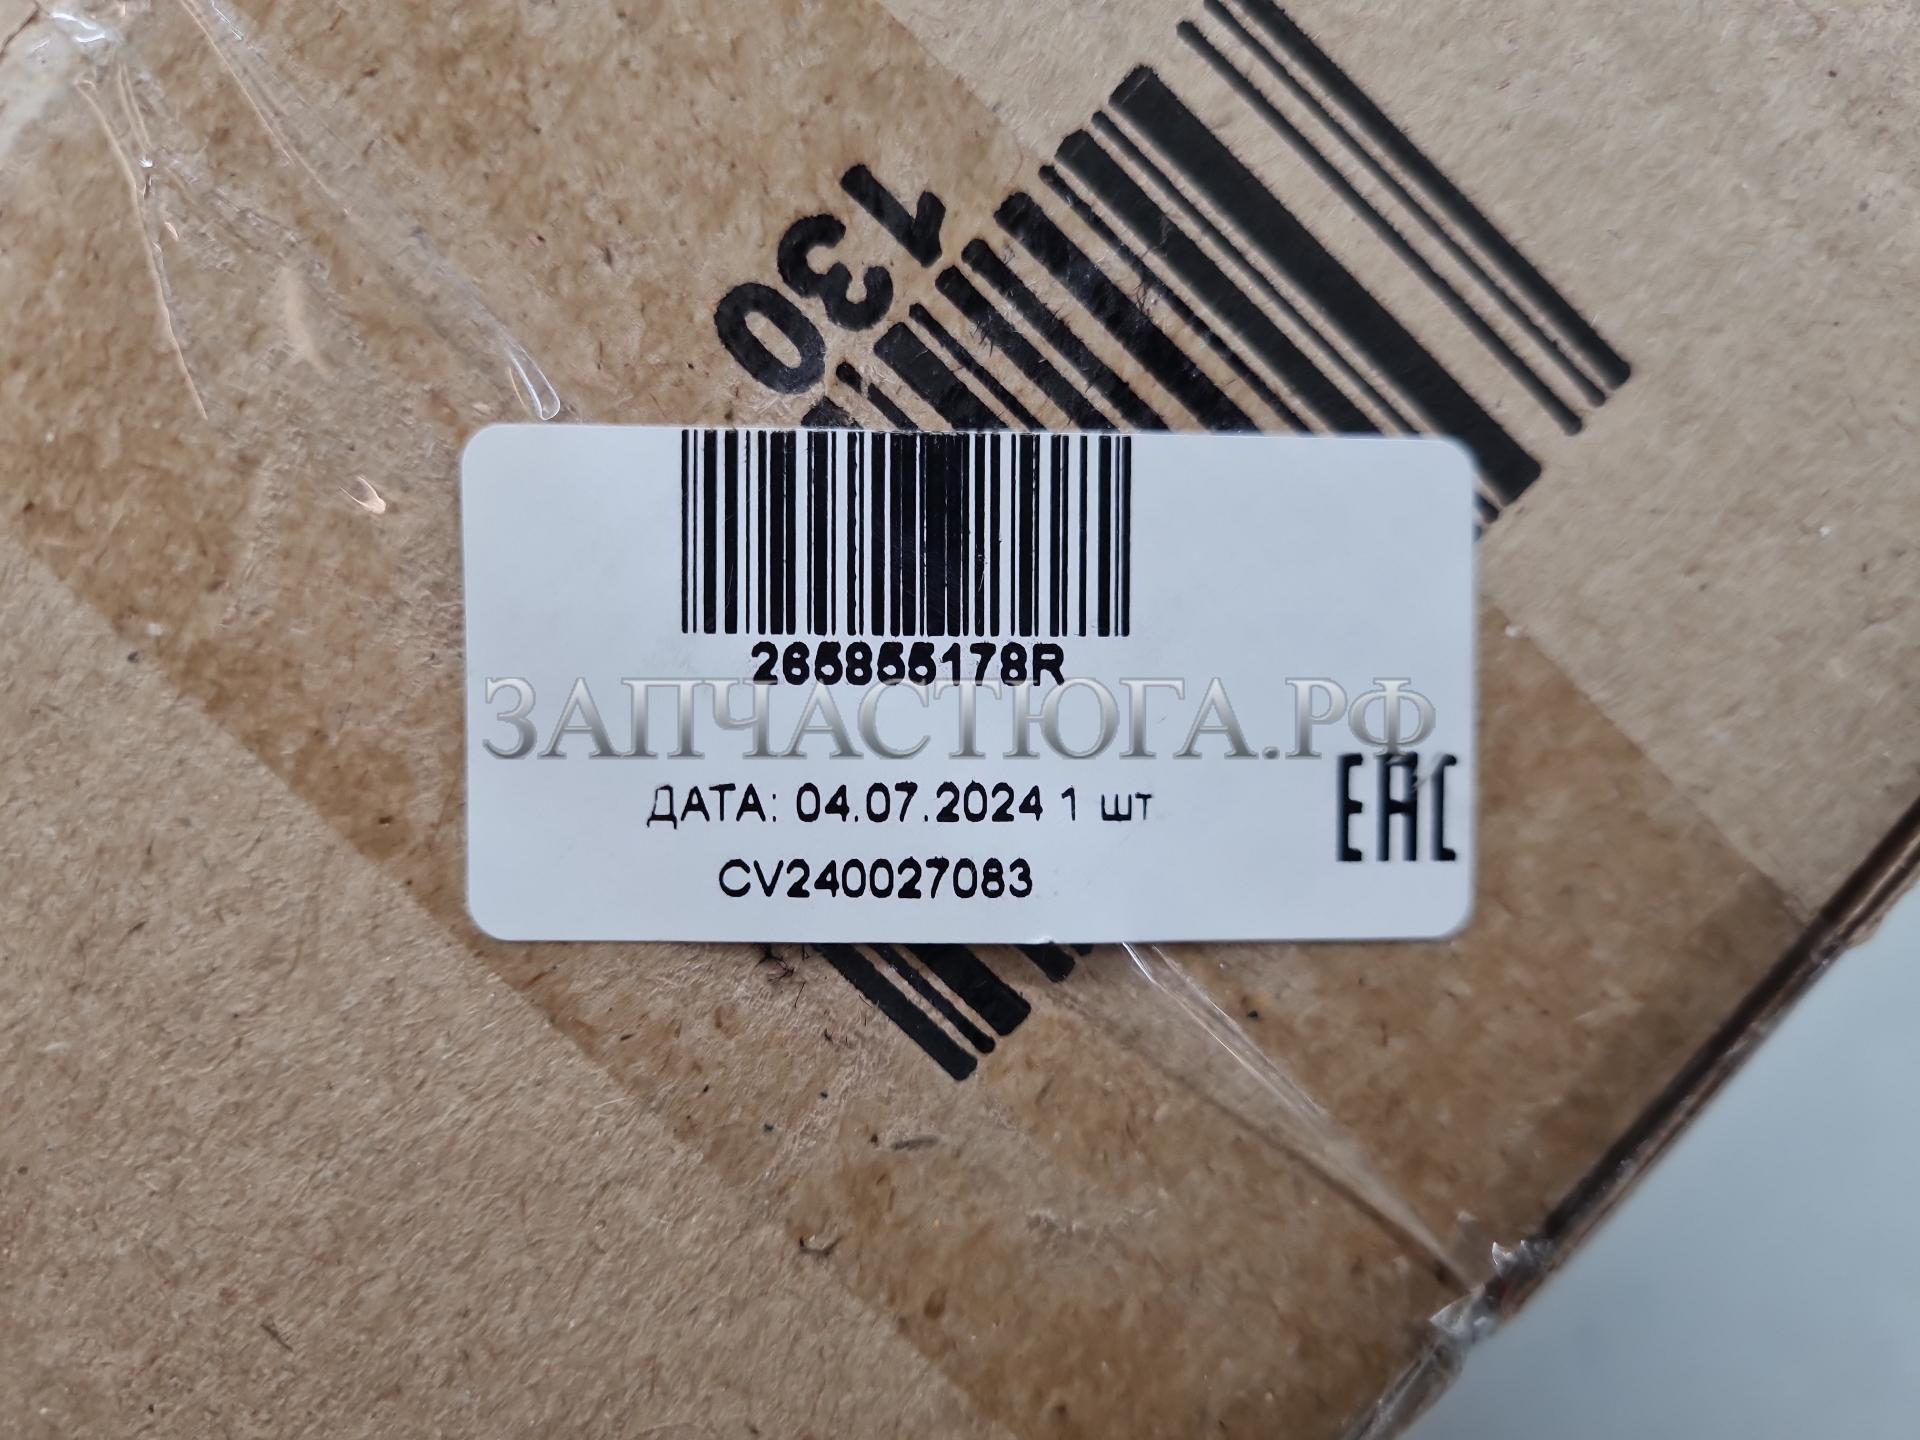 130
265855178R
ЗАПЧАСТЮГА.РФ
ДАТА: 04.07.2024 1 шт
EAC
CV240027083